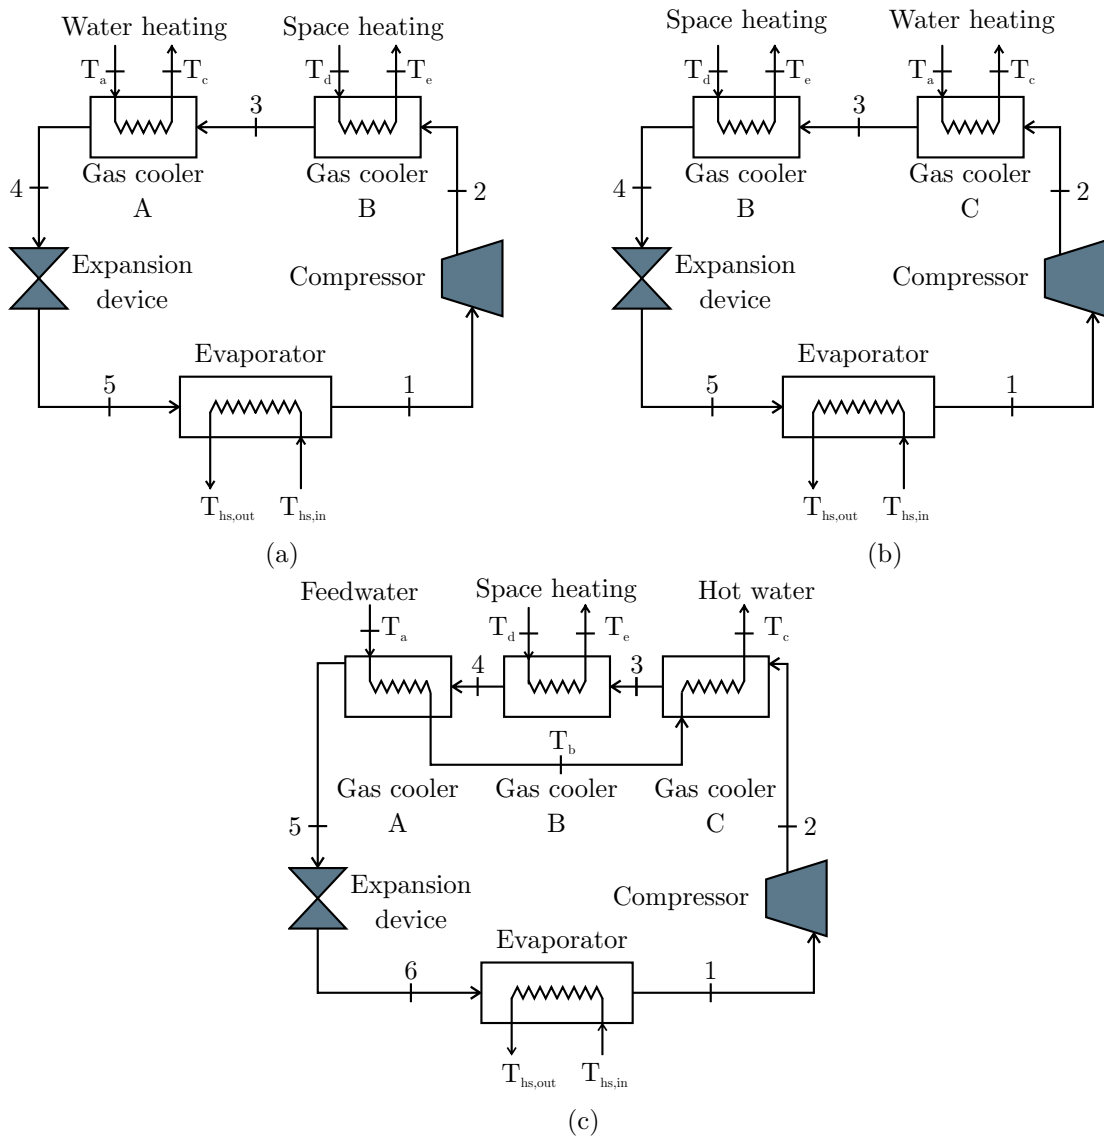 Water heating
Space heating
T_a
T_c
T_d
T_e
3
Gas cooler
A
Gas cooler
B
4
2
Expansion
device
Compressor
Evaporator
5
1
T_hs,out
T_hs,in
(a)
Space heating
Water heating
T_d
T_e
T_a
T_c
3
Gas cooler
B
Gas cooler
C
4
2
Expansion
device
Compressor
Evaporator
5
1
T_hs,out
T_hs,in
(b)
Feedwater
Space heating
Hot water
T_a
T_d
T_e
T_c
4
3
T_b
Gas cooler
A
Gas cooler
B
Gas cooler
C
5
2
Expansion
device
Compressor
Evaporator
6
1
T_hs,out
T_hs,in
(c)